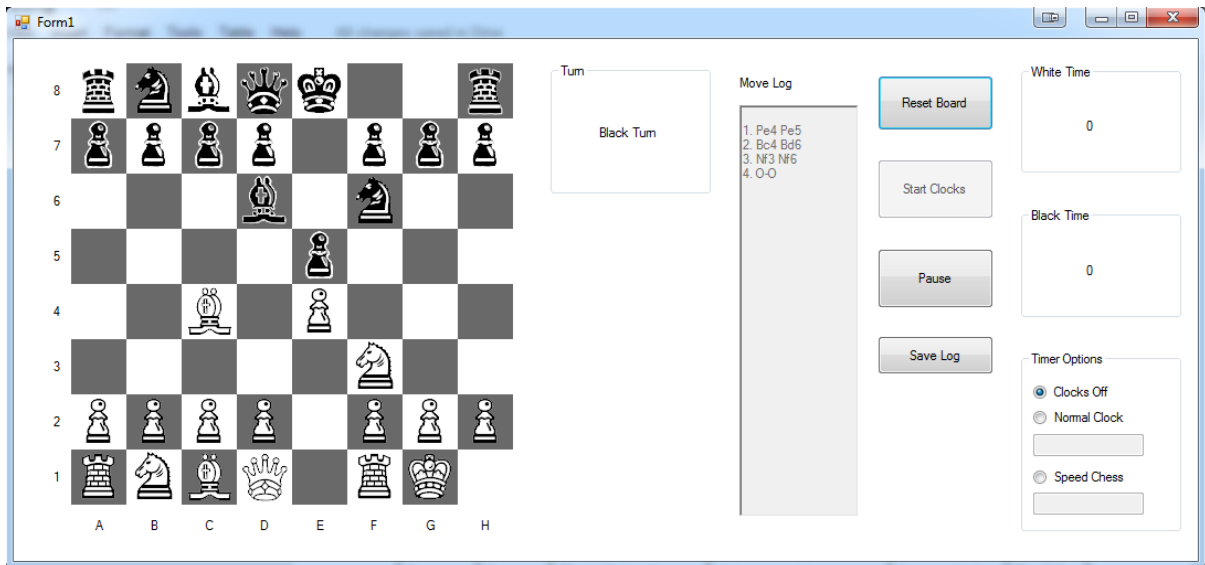 Form1
8
7
6
5
4
3
2
1
A B C D E F G H
Turn
Black Turn
Move Log
1. Pe4 Pe5
2. Bc4 Bd6
3. Nf3 Nf6
4. O-O
Reset Board
Start Clocks
Pause
Save Log
White Time
0
Black Time
0
Timer Options
Clocks Off
Normal Clock
Speed Chess